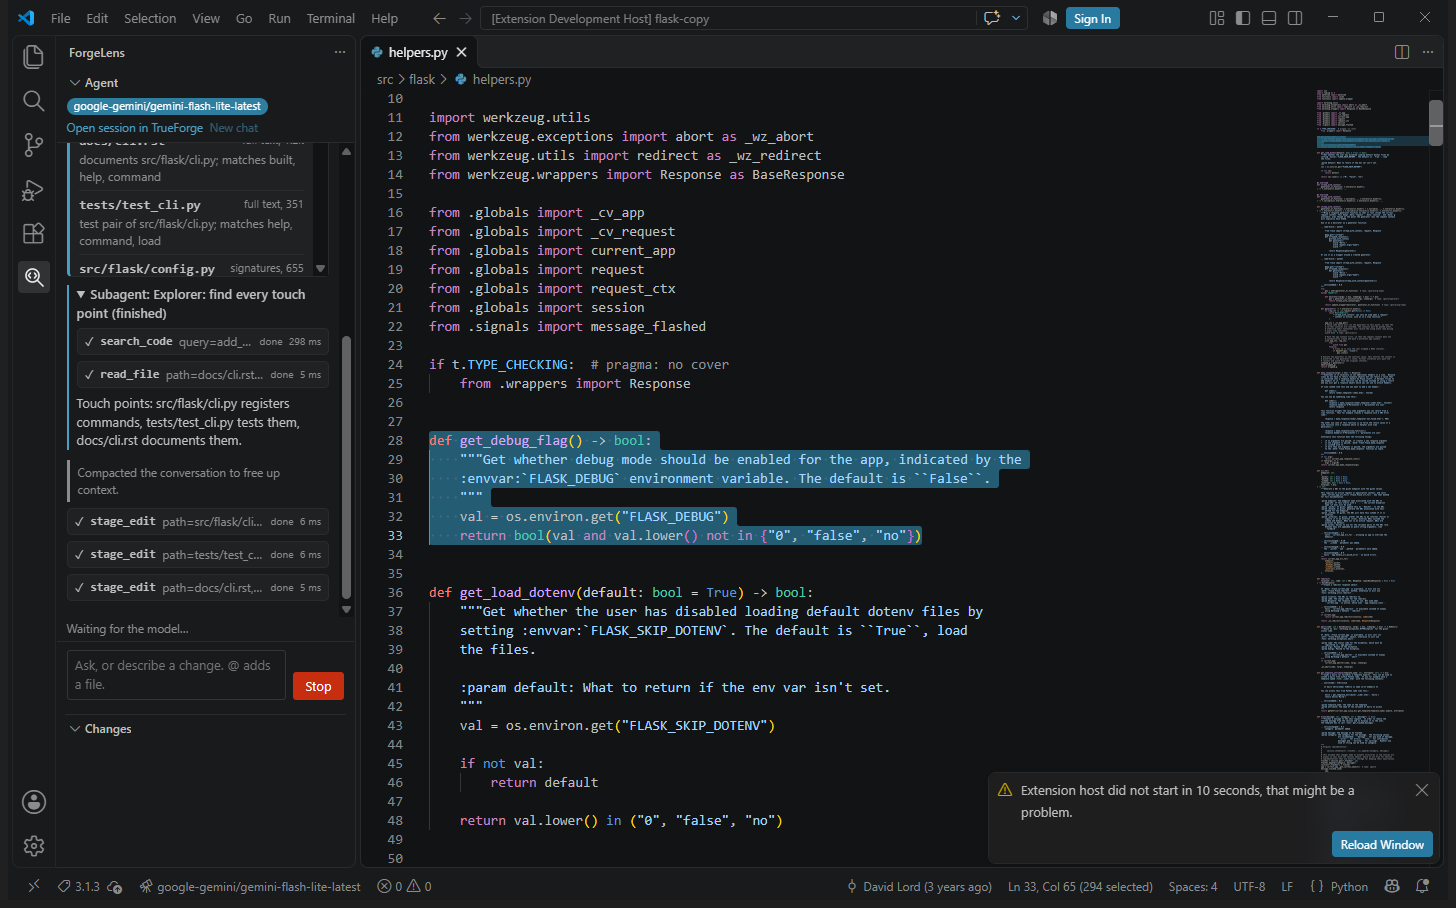 File Edit Selection View Go Run Terminal Help
[Extension Development Host] flask-copy
Sign In
ForgeLens
Agent
google-gemini/gemini-flash-lite-latest
Open session in TrueForge New chat
documents src/flask/cli.py; matches built,
help, command
tests/test_cli.py full text, 351
test pair of src/flask/cli.py; matches help,
command, load
src/flask/config.py signatures, 655
▼ Subagent: Explorer: find every touch
point (finished)
✓ search_code query=add_... done 298 ms
✓ read_file path=docs/cli.rst... done 5 ms
Touch points: src/flask/cli.py registers
commands, tests/test_cli.py tests them,
docs/cli.rst documents them.
Compacted the conversation to free up
context.
✓ stage_edit path=src/flask/cli... done 6 ms
✓ stage_edit path=tests/test_c... done 6 ms
✓ stage_edit path=docs/cli.rst,... done 5 ms
Waiting for the model...
Ask, or describe a change. @ adds
a file.
Stop
Changes
helpers.py
src > flask > helpers.py
10
11 import werkzeug.utils
12 from werkzeug.exceptions import abort as _wz_abort
13 from werkzeug.utils import redirect as _wz_redirect
14 from werkzeug.wrappers import Response as BaseResponse
15
16 from .globals import _cv_app
17 from .globals import _cv_request
18 from .globals import current_app
19 from .globals import request
20 from .globals import request_ctx
21 from .globals import session
22 from .signals import message_flashed
23
24 if t.TYPE_CHECKING:  # pragma: no cover
25     from .wrappers import Response
26
27
28 def get_debug_flag() -> bool:
29     """Get whether debug mode should be enabled for the app, indicated by the
30     :envvar:`FLASK_DEBUG` environment variable. The default is ``False``.
31     """
32     val = os.environ.get("FLASK_DEBUG")
33     return bool(val and val.lower() not in {"0", "false", "no"})
34
35
36 def get_load_dotenv(default: bool = True) -> bool:
37     """Get whether the user has disabled loading default dotenv files by
38     setting :envvar:`FLASK_SKIP_DOTENV`. The default is ``True``, load
39     the files.
40
41     :param default: What to return if the env var isn't set.
42     """
43     val = os.environ.get("FLASK_SKIP_DOTENV")
44
45     if not val:
46         return default
47
48     return val.lower() in ("0", "false", "no")
49
50
Extension host did not start in 10 seconds, that might be a
problem.
Reload Window
3.1.3 google-gemini/gemini-flash-lite-latest 0 0 David Lord (3 years ago) Ln 33, Col 65 (294 selected) Spaces: 4 UTF-8 LF { } Python